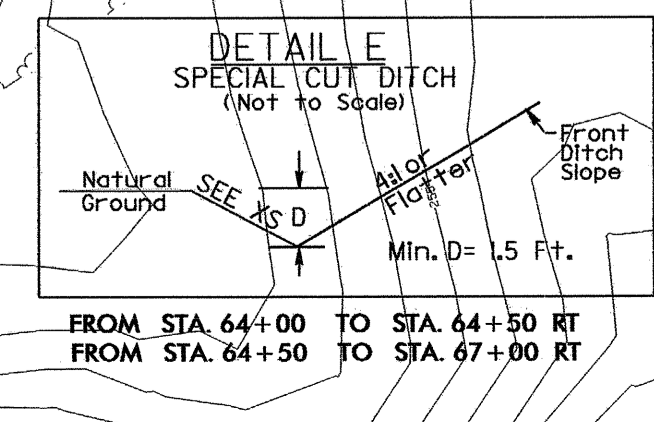 DETAIL E
SPECIAL CUT DITCH
(Not to Scale)
Natural
Ground
SEE XS
D
4:1 or
Flatter
Front
Ditch
Slope
Min. D= 1.5 Ft.
FROM STA. 64+00 TO STA. 64+50 RT
FROM STA. 64+50 TO STA. 67+00 RT